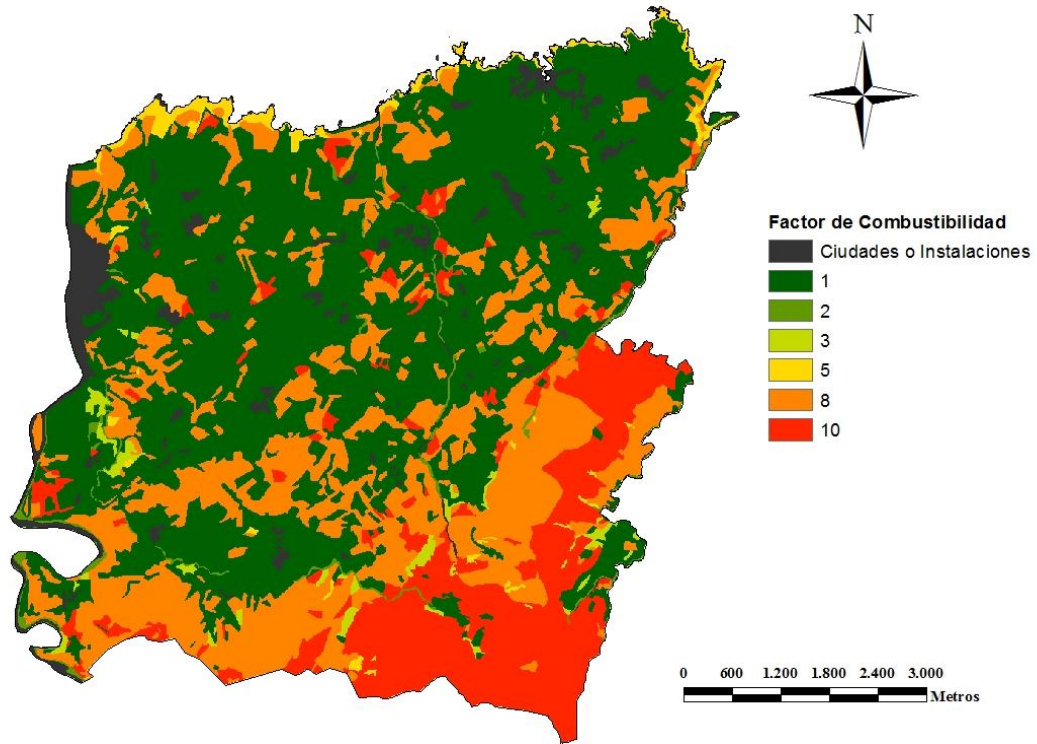 N
Factor de Combustibilidad
Ciudades o Instalaciones
1
2
3
5
8
10
0 600 1.200 1.800 2.400 3.000
Metros